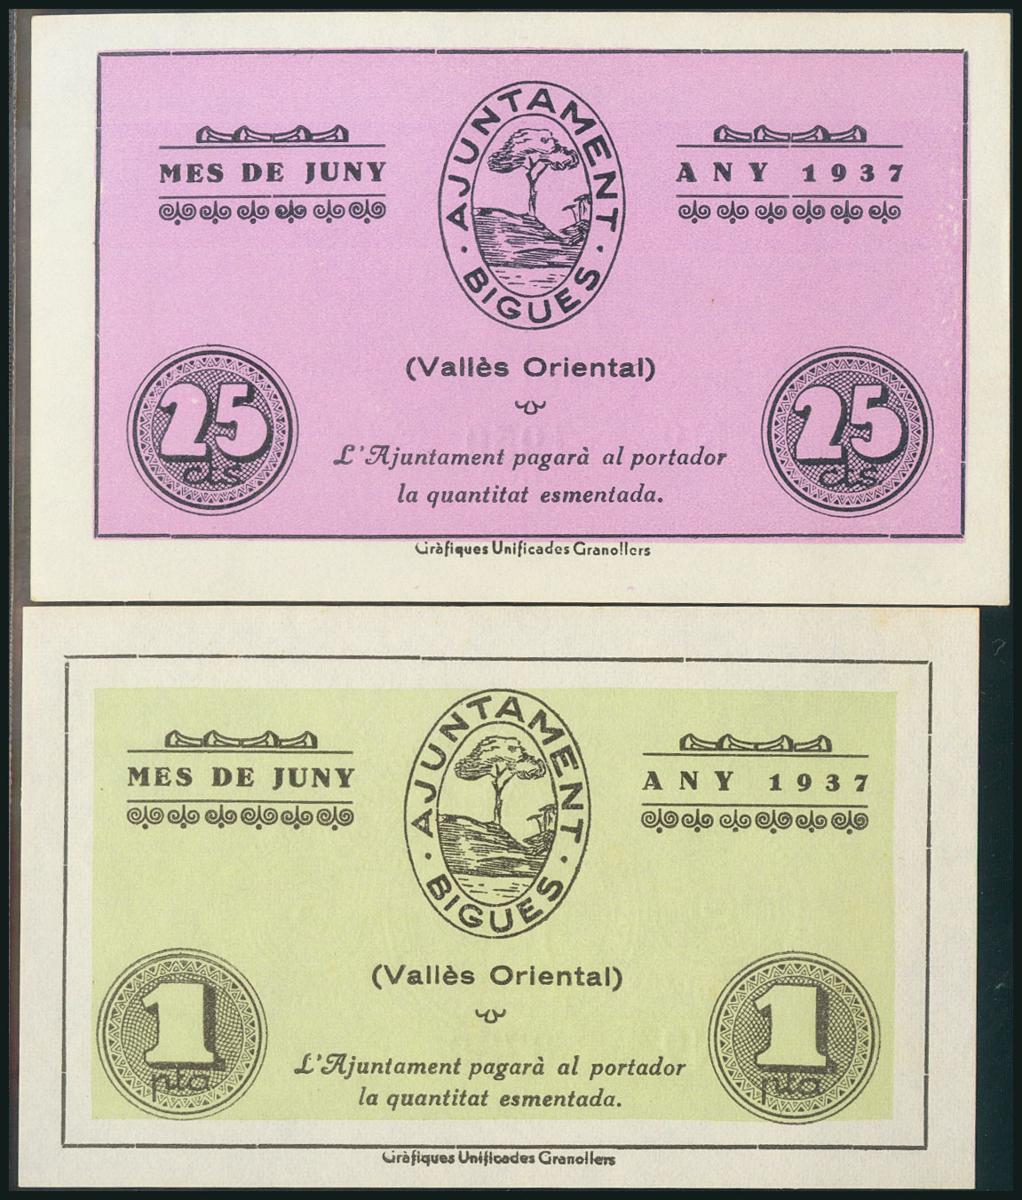 AJUNTAMENT
· BIGUES ·
MES DE JUNY
ANY 1937
(Vallès Oriental)
25 cts
25 cts
L'Ajuntament pagarà al portador
la quantitat esmentada.
Gràfiques Unificades Granollers
AJUNTAMENT
· BIGUES ·
MES DE JUNY
ANY 1937
(Vallès Oriental)
1 pta
1 pta
L'Ajuntament pagarà al portador
la quantitat esmentada.
Gràfiques Unificades Granollers